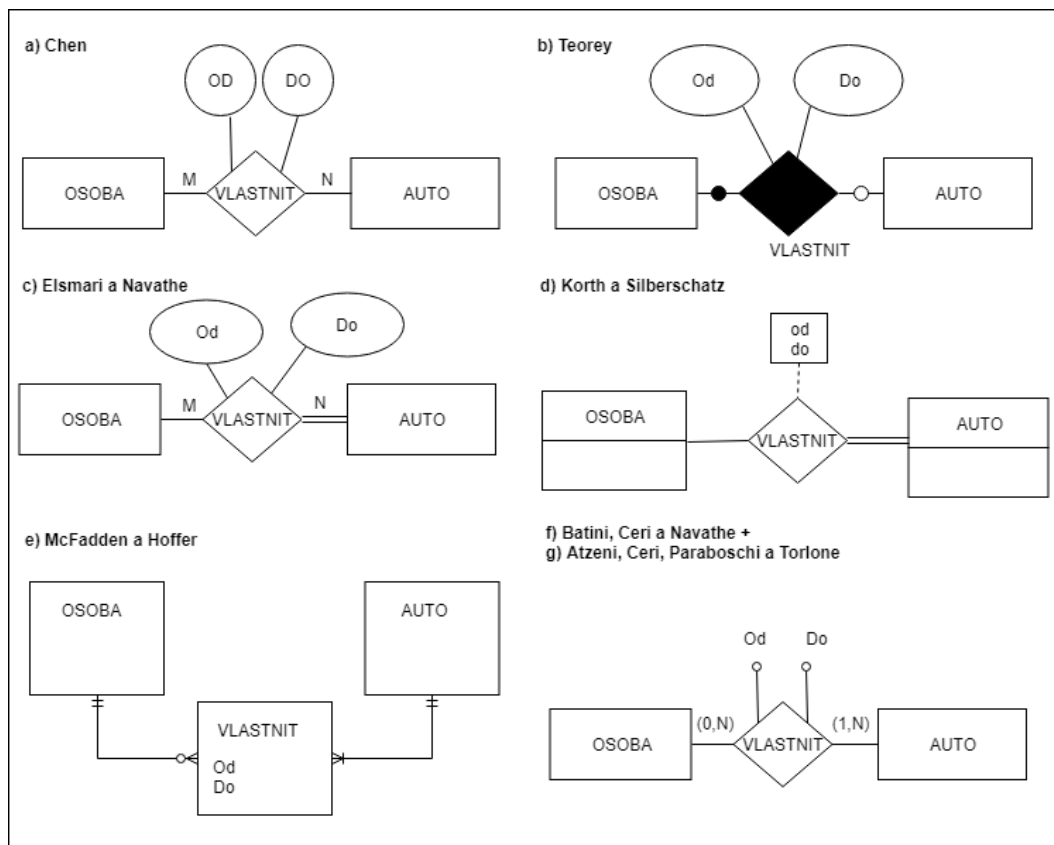 a) Chen
OD
DO
OSOBA
M
VLASTNIT
N
AUTO
b) Teorey
Od
Do
OSOBA
AUTO
VLASTNIT
c) Elsmari a Navathe
Od
Do
OSOBA
M
VLASTNIT
N
AUTO
d) Korth a Silberschatz
od
do
OSOBA
VLASTNIT
AUTO
e) McFadden a Hoffer
OSOBA
AUTO
VLASTNIT
Od
Do
f) Batini, Ceri a Navathe +
g) Atzeni, Ceri, Paraboschi a Torlone
Od
Do
OSOBA
(0,N)
VLASTNIT
(1,N)
AUTO